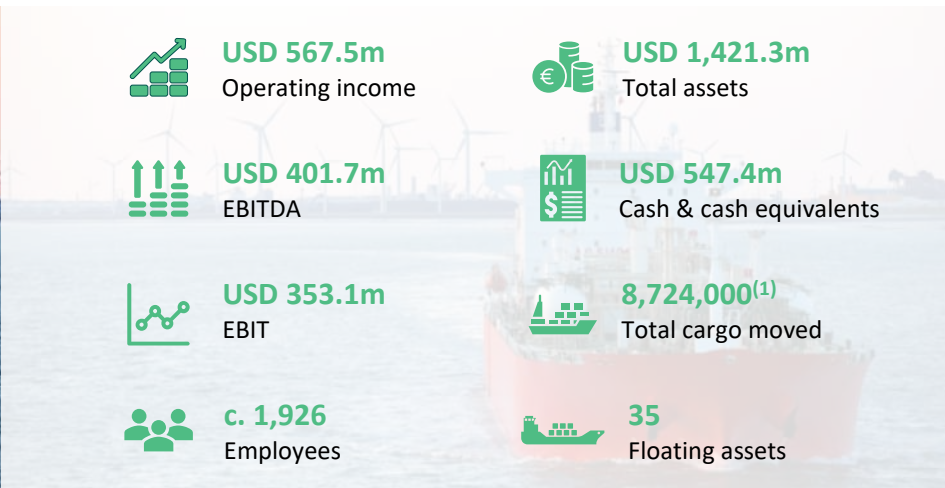 USD 567.5m
Operating income
USD 1,421.3m
Total assets
USD 401.7m
EBITDA
USD 547.4m
Cash & cash equivalents
USD 353.1m
EBIT
8,724,000(1)
Total cargo moved
c. 1,926
Employees
35
Floating assets